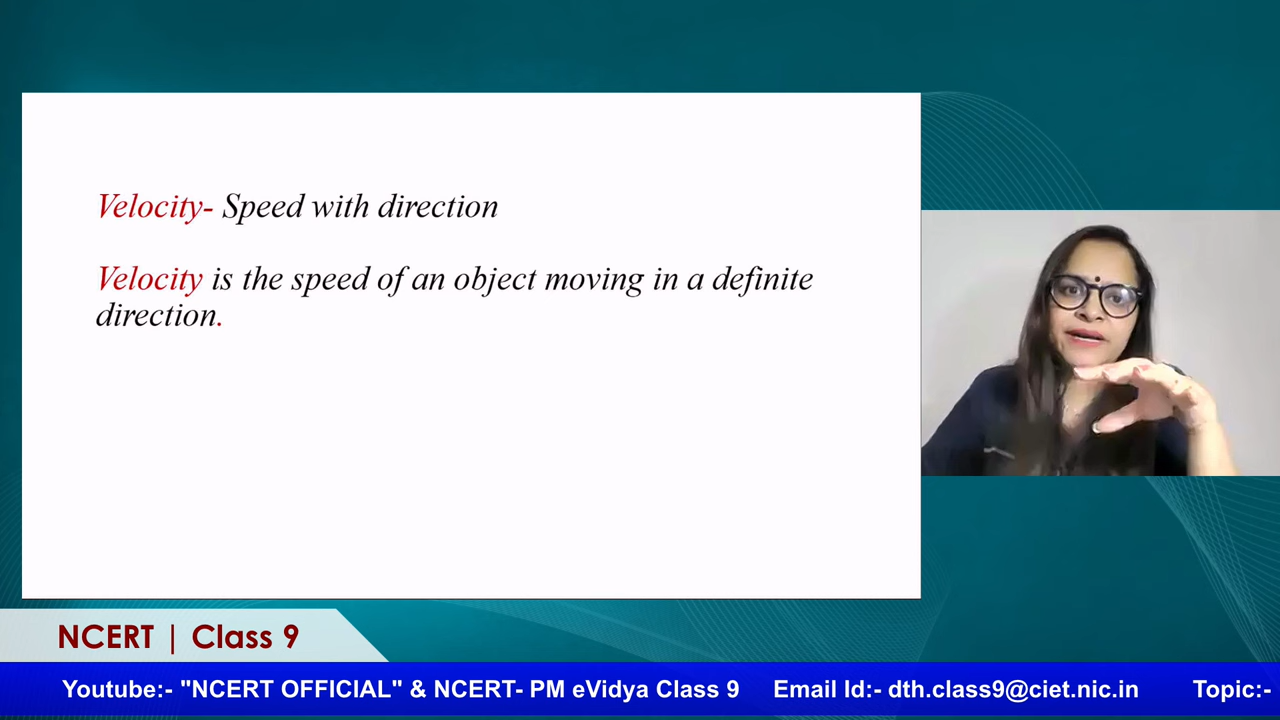 Velocity- Speed with direction
Velocity is the speed of an object moving in a definite
direction.
NCERT | Class 9
Youtube:- "NCERT OFFICIAL" & NCERT- PM eVidya Class 9 Email Id:- dth.class9@ciet.nic.in Topic:-